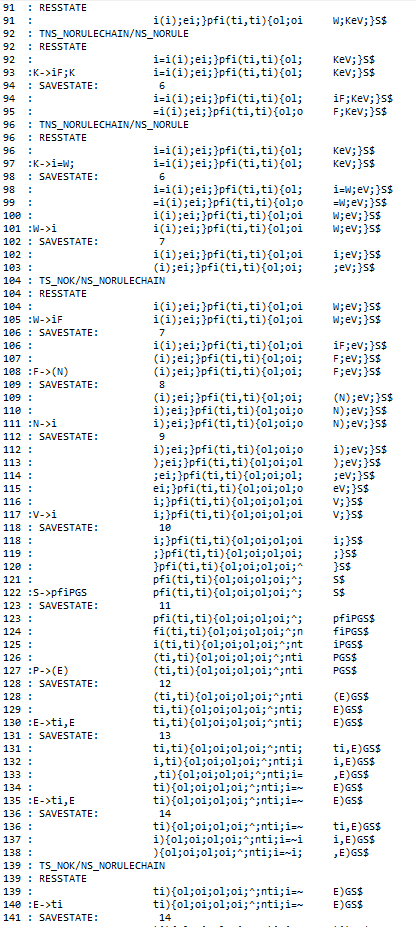 91 : RESSTATE
91 : i(i);ei;}pfi(ti,ti){ol;oi W;KeV;}S$
92 : TNS_NORULECHAIN/NS_NORULE
92 : RESSTATE
92 : i=i(i);ei;}pfi(ti,ti){ol; KeV;}S$
93 :K->iF;K i=i(i);ei;}pfi(ti,ti){ol; KeV;}S$
94 : SAVESTATE: 6
94 : i=i(i);ei;}pfi(ti,ti){ol; iF;KeV;}S$
95 : =i(i);ei;}pfi(ti,ti){ol;o F;KeV;}S$
96 : TNS_NORULECHAIN/NS_NORULE
96 : RESSTATE
96 : i=i(i);ei;}pfi(ti,ti){ol; KeV;}S$
97 :K->i=W; i=i(i);ei;}pfi(ti,ti){ol; KeV;}S$
98 : SAVESTATE: 6
98 : i=i(i);ei;}pfi(ti,ti){ol; i=W;eV;}S$
99 : =i(i);ei;}pfi(ti,ti){ol;o =W;eV;}S$
100 : i(i);ei;}pfi(ti,ti){ol;oi W;eV;}S$
101 :W->i i(i);ei;}pfi(ti,ti){ol;oi W;eV;}S$
102 : SAVESTATE: 7
102 : i(i);ei;}pfi(ti,ti){ol;oi i;eV;}S$
103 : (i);ei;}pfi(ti,ti){ol;oi; ;eV;}S$
104 : TS_NOK/NS_NORULECHAIN
104 : RESSTATE
104 : i(i);ei;}pfi(ti,ti){ol;oi W;eV;}S$
105 :W->iF i(i);ei;}pfi(ti,ti){ol;oi W;eV;}S$
106 : SAVESTATE: 7
106 : i(i);ei;}pfi(ti,ti){ol;oi iF;eV;}S$
107 : (i);ei;}pfi(ti,ti){ol;oi; F;eV;}S$
108 :F->(N) (i);ei;}pfi(ti,ti){ol;oi; F;eV;}S$
109 : SAVESTATE: 8
109 : (i);ei;}pfi(ti,ti){ol;oi; (N);eV;}S$
110 : i);ei;}pfi(ti,ti){ol;oi;o N);eV;}S$
111 :N->i i);ei;}pfi(ti,ti){ol;oi;o N);eV;}S$
112 : SAVESTATE: 9
112 : i);ei;}pfi(ti,ti){ol;oi;o i);eV;}S$
113 : );ei;}pfi(ti,ti){ol;oi;ol );eV;}S$
114 : ;ei;}pfi(ti,ti){ol;oi;ol; ;eV;}S$
115 : ei;}pfi(ti,ti){ol;oi;ol;o eV;}S$
116 : i;}pfi(ti,ti){ol;oi;ol;oi V;}S$
117 :V->i i;}pfi(ti,ti){ol;oi;ol;oi V;}S$
118 : SAVESTATE: 10
118 : i;}pfi(ti,ti){ol;oi;ol;oi i;}S$
119 : ;}pfi(ti,ti){ol;oi;ol;oi; ;}S$
120 : }pfi(ti,ti){ol;oi;ol;oi;^ }S$
121 : pfi(ti,ti){ol;oi;ol;oi;^; S$
122 :S->pfiPGS pfi(ti,ti){ol;oi;ol;oi;^; S$
123 : SAVESTATE: 11
123 : pfi(ti,ti){ol;oi;ol;oi;^; pfiPGS$
124 : fi(ti,ti){ol;oi;ol;oi;^;n fiPGS$
125 : i(ti,ti){ol;oi;ol;oi;^;nt iPGS$
126 : (ti,ti){ol;oi;ol;oi;^;nti PGS$
127 :P->(E) (ti,ti){ol;oi;ol;oi;^;nti PGS$
128 : SAVESTATE: 12
128 : (ti,ti){ol;oi;ol;oi;^;nti (E)GS$
129 : ti,ti){ol;oi;ol;oi;^;nti; E)GS$
130 :E->ti,E ti,ti){ol;oi;ol;oi;^;nti; E)GS$
131 : SAVESTATE: 13
131 : ti,ti){ol;oi;ol;oi;^;nti; ti,E)GS$
132 : i,ti){ol;oi;ol;oi;^;nti;i i,E)GS$
133 : ,ti){ol;oi;ol;oi;^;nti;i= ,E)GS$
134 : ti){ol;oi;ol;oi;^;nti;i=~ E)GS$
135 :E->ti,E ti){ol;oi;ol;oi;^;nti;i=~ E)GS$
136 : SAVESTATE: 14
136 : ti){ol;oi;ol;oi;^;nti;i=~ ti,E)GS$
137 : i){ol;oi;ol;oi;^;nti;i=~i i,E)GS$
138 : ){ol;oi;ol;oi;^;nti;i=~i; ,E)GS$
139 : TS_NOK/NS_NORULECHAIN
139 : RESSTATE
139 : ti){ol;oi;ol;oi;^;nti;i=~ E)GS$
140 :E->ti ti){ol;oi;ol;oi;^;nti;i=~ E)GS$
141 : SAVESTATE: 14